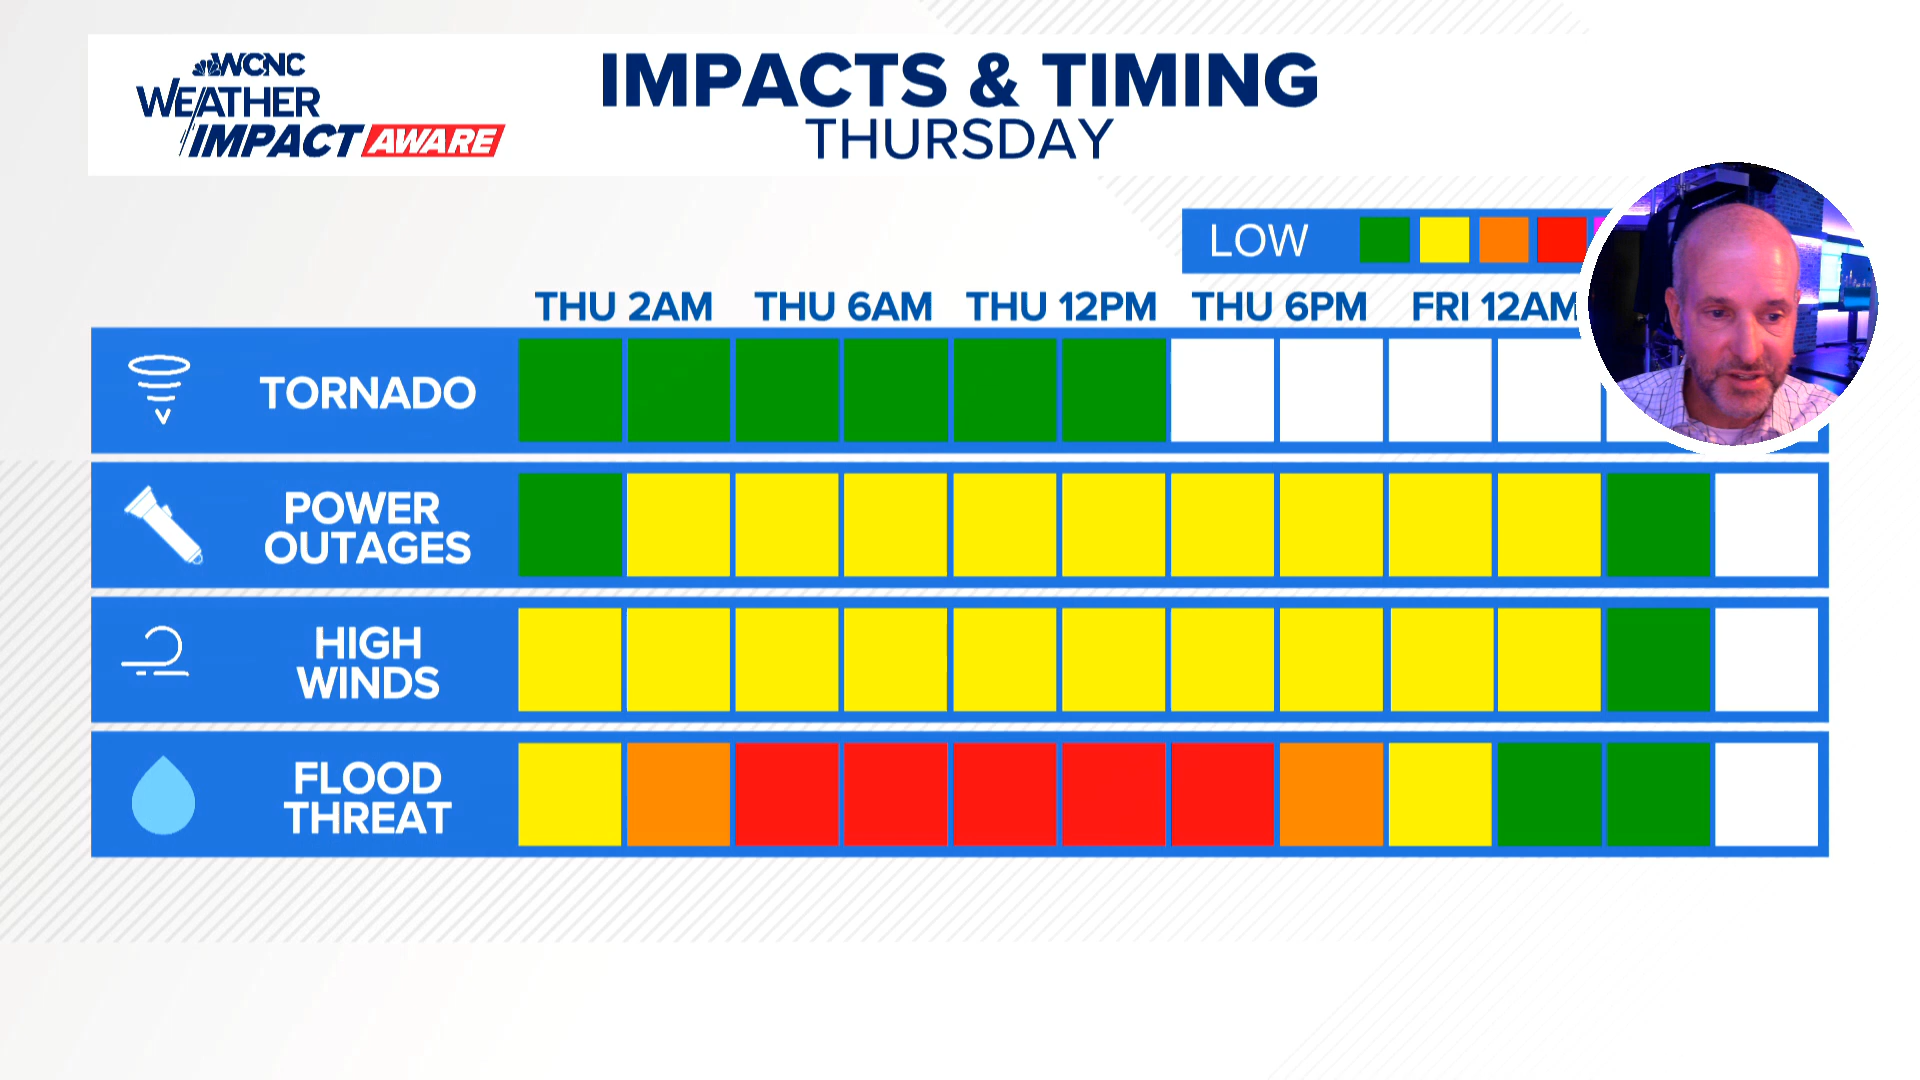 WCNC
WEATHER
IMPACT AWARE
IMPACTS & TIMING
THURSDAY
LOW
THU 2AM THU 6AM THU 12PM THU 6PM FRI 12AM
TORNADO
POWER
OUTAGES
HIGH
WINDS
FLOOD
THREAT